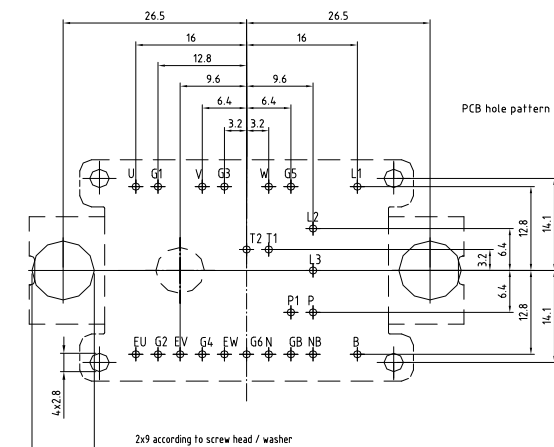 26.5 26.5
16 16
12.8
9.6 9.6
6.4 6.4
3.2 3.2
PCB hole pattern
U G1 V G3 W G5 L1
L2
T2 T1
L3
P1 P
EU G2 EV G4 EW G6 N GB NB B
3.2
6.4
12.8
14.1
6.4
12.8
14.1
4x2.8
2x9 according to screw head / washer